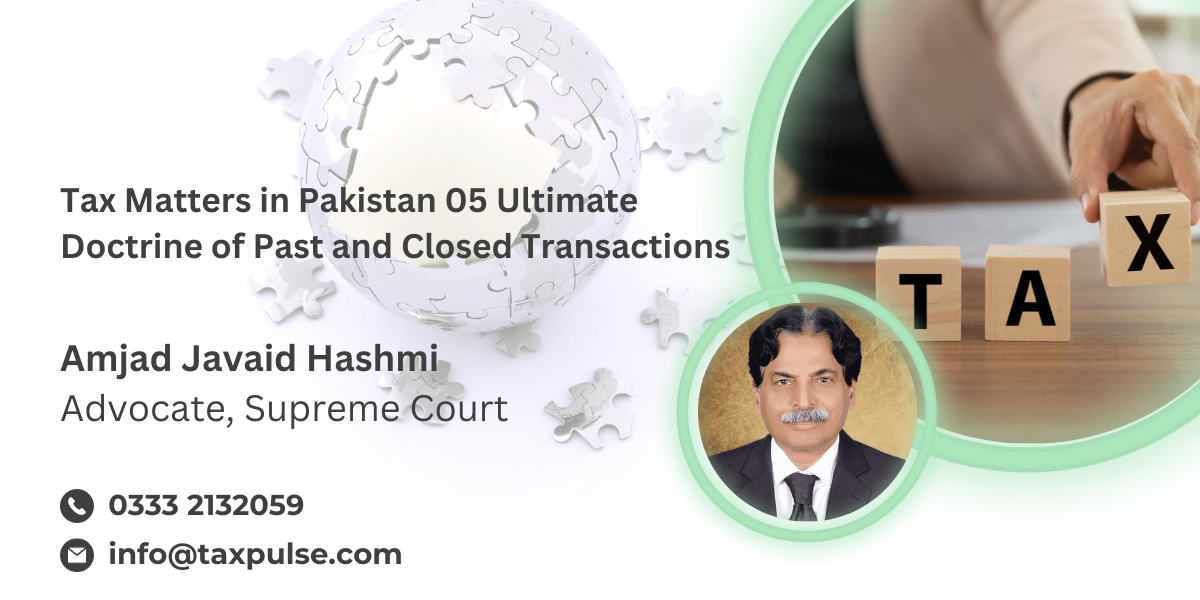 Tax Matters in Pakistan 05 Ultimate
Doctrine of Past and Closed Transactions
Amjad Javaid Hashmi
Advocate, Supreme Court
0333 2132059
info@taxpulse.com
T A X